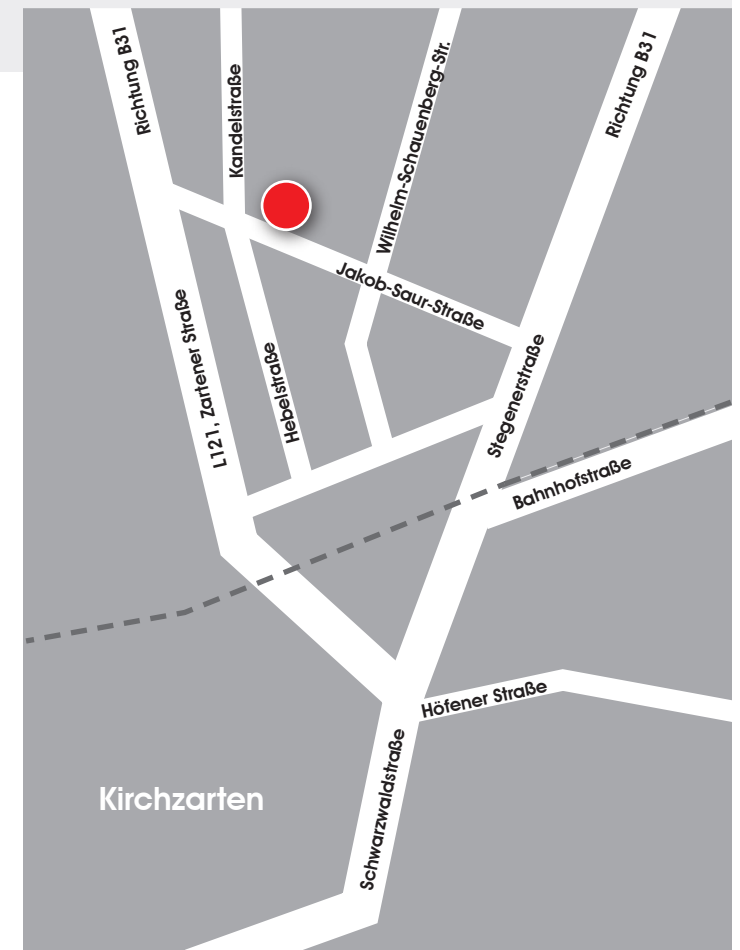 Richtung B31
Kandelstraße
Wilhelm-Schauenberg-Str.
Richtung B31
Jakob-Saur-Straße
L121, Zartener Straße
Hebelstraße
Stegenerstraße
Bahnhofstraße
Höfener Straße
Schwarzwaldstraße
Kirchzarten